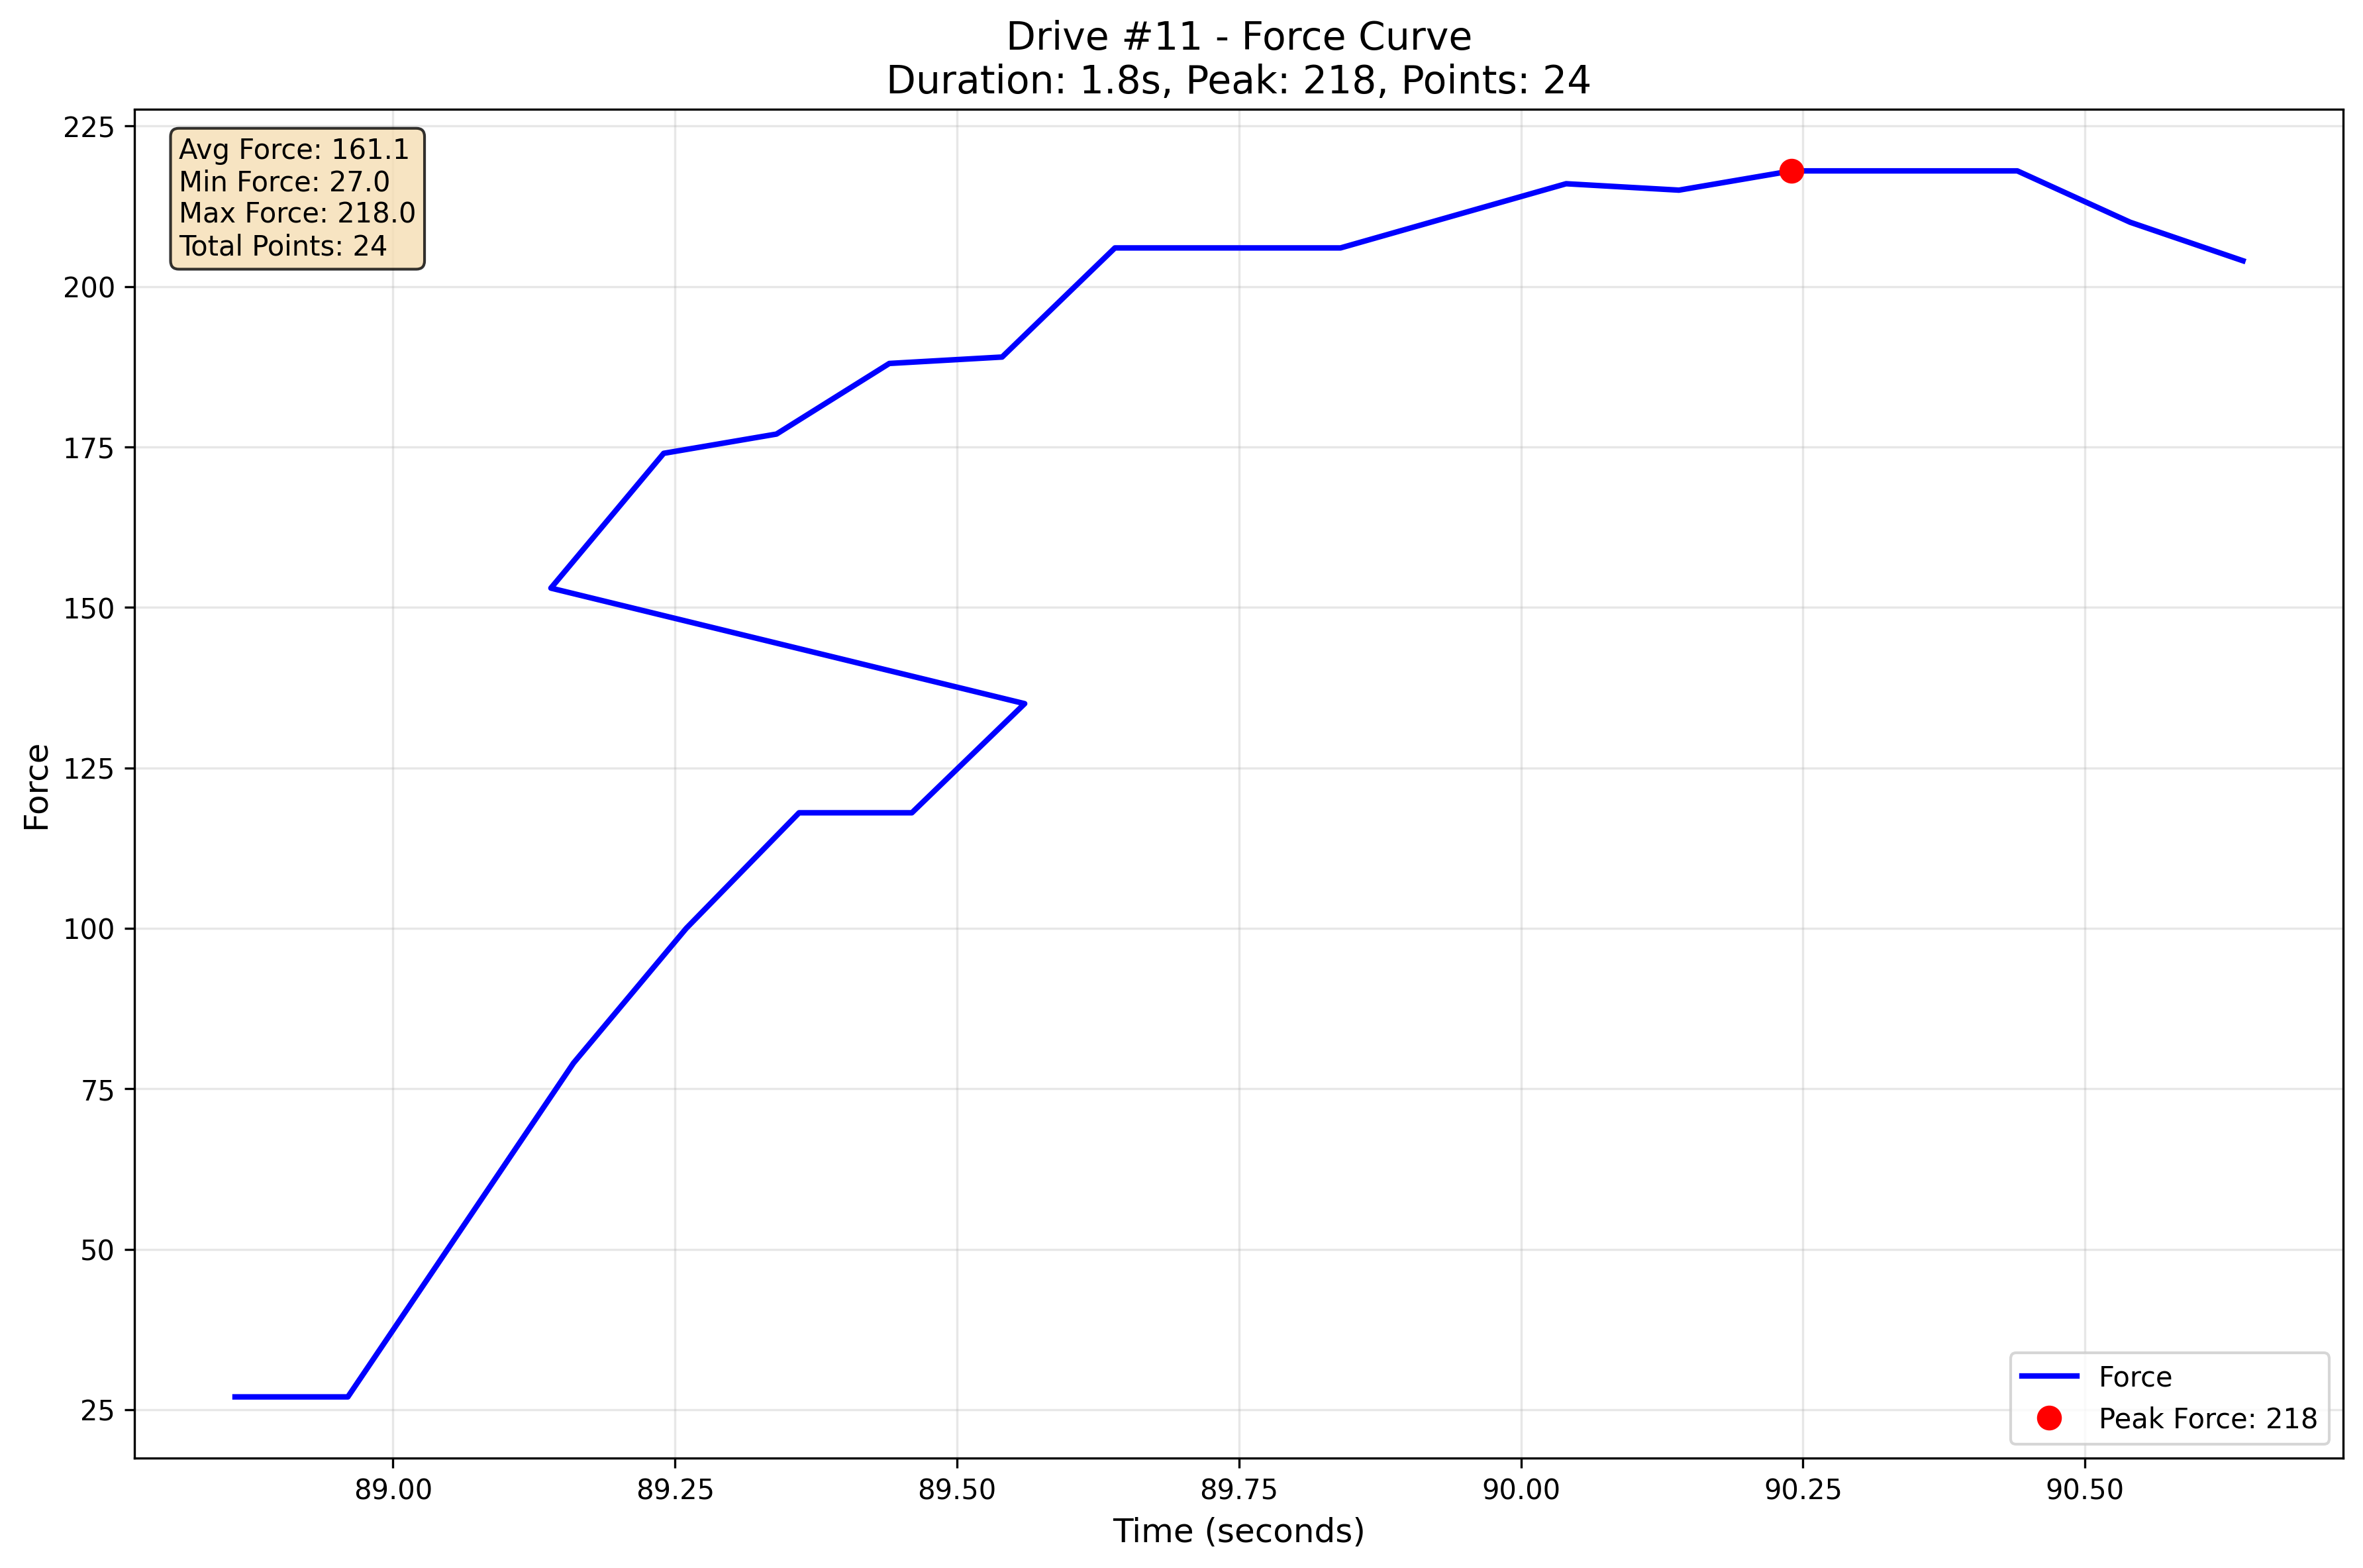 Drive #11 - Force Curve
Duration: 1.8s, Peak: 218, Points: 24
Avg Force: 161.1
Min Force: 27.0
Max Force: 218.0
Total Points: 24
225
200
175
150
125
100
75
50
25
Force
Force
Peak Force: 218
89.00
89.25
89.50
89.75
90.00
90.25
90.50
Time (seconds)